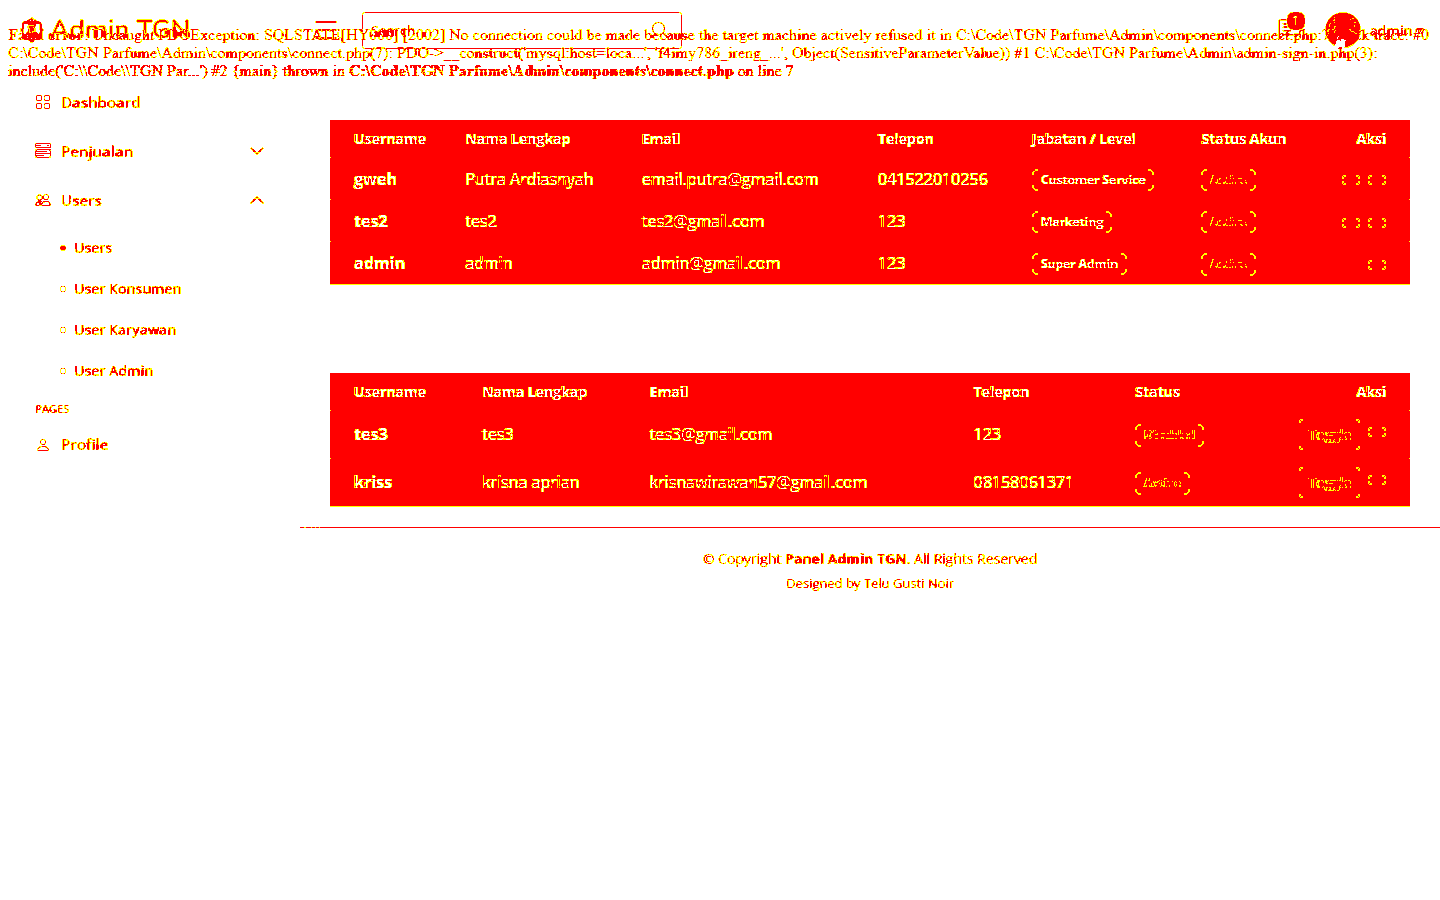 Admin TGN
Search
1
admin
Fatal error: Uncaught PDOException: SQLSTATE[HY000] [2002] No connection could be made because the target machine actively refused it in C:\Code\TGN Parfume\Admin\components\connect.php:7 Stack trace: #0
C:\Code\TGN Parfume\Admin\components\connect.php(7): PDO->__construct('mysql:host=loca...', 'f4imy786_jreng_...', Object(SensitiveParameterValue)) #1 C:\Code\TGN Parfume\Admin\admin-sign-in.php(3):
include('C:\\Code\\TGN Par...') #2 {main} thrown in C:\Code\TGN Parfume\Admin\components\connect.php on line 7
Dashboard
Penjualan
Users
Users
User Konsumen
User Karyawan
User Admin
PAGES
Profile
Username Nama Lengkap Email Telepon Jabatan / Level Status Akun Aksi
gweh Putra Ardiasnyah email.putra@gmail.com 041522010256 Customer Service Active
tes2 tes2 tes2@gmail.com 123 Marketing Active
admin admin admin@gmail.com 123 Super Admin Active
Username Nama Lengkap Email Telepon Status Aksi
tes3 tes3 tes3@gmail.com 123
kriss krisna aprian krisnawirawan57@gmail.com 08158061371 Active
© Copyright Panel Admin TGN. All Rights Reserved
Designed by Telu Gusti Noir